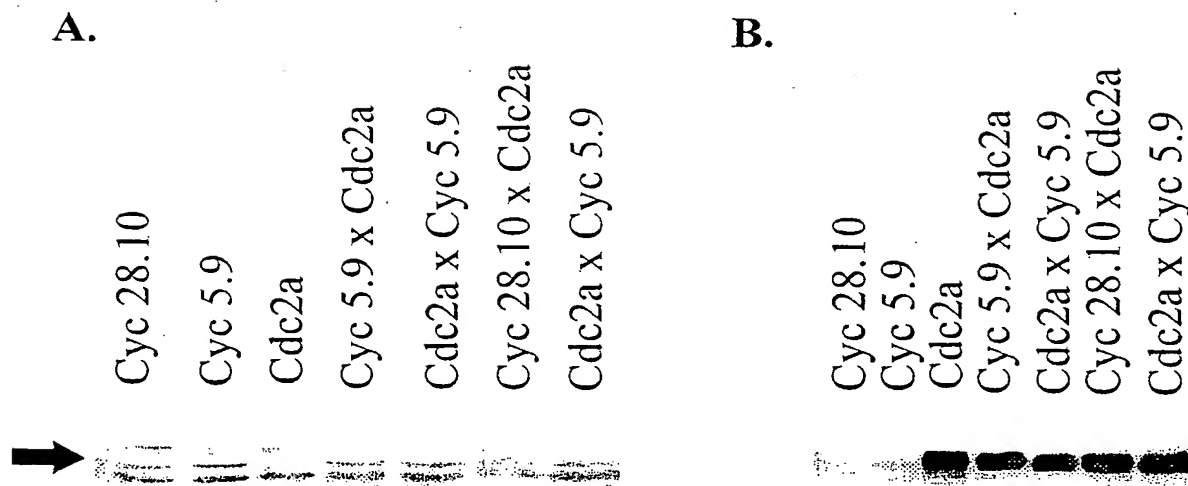 A.
Cyc 28.10
Cyc 5.9
Cdc2a
Cyc 5.9 x Cdc2a
Cdc2a x Cyc 5.9
Cyc 28.10 x Cdc2a
Cdc2a x Cyc 5.9
B.
Cyc 28.10
Cyc 5.9
Cdc2a
Cyc 5.9 x Cdc2a
Cdc2a x Cyc 5.9
Cyc 28.10 x Cdc2a
Cdc2a x Cyc 5.9